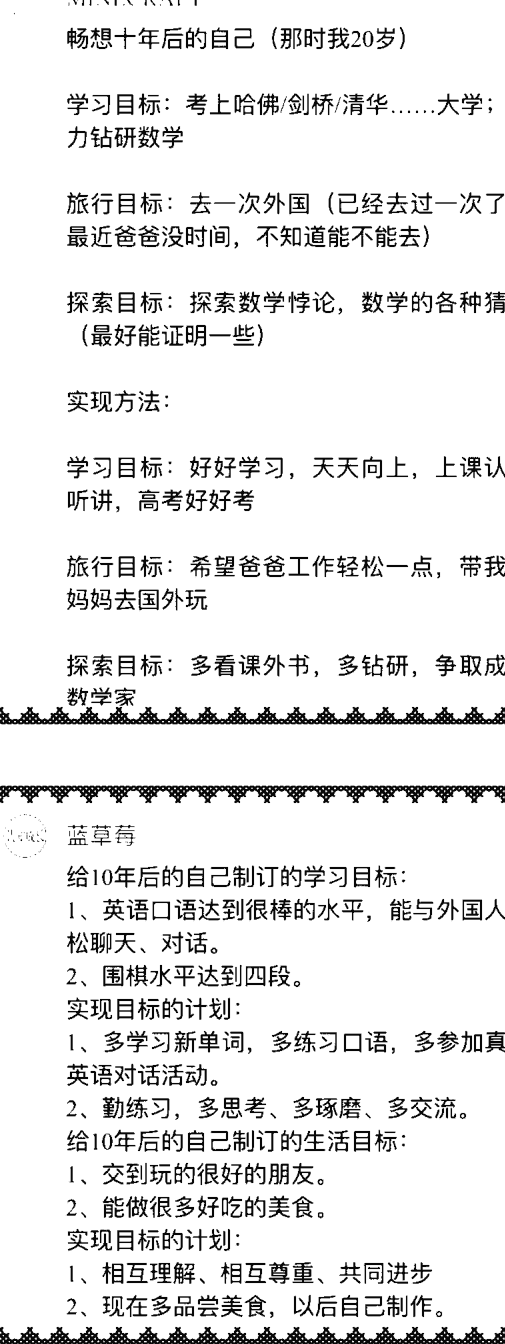 畅想十年后的自己（那时我20岁）
学习目标：考上哈佛/剑桥/清华……大学；
力钻研数学
旅行目标：去一次外国（已经去过一次了
最近爸爸没时间，不知道能不能去）
探索目标：探索数学悖论，数学的各种猜
（最好能证明一些）
实现方法：
学习目标：好好学习，天天向上，上课认
听讲，高考好好考
旅行目标：希望爸爸工作轻松一点，带我
妈妈去国外玩
探索目标：多看课外书，多钻研，争取成
数学家
蓝草莓
给10年后的自己制订的学习目标：
1、英语口语达到很棒的水平，能与外国人
松聊天、对话。
2、围棋水平达到四段。
实现目标的计划：
1、多学习新单词，多练习口语，多参加真
英语对话活动。
2、勤练习，多思考、多琢磨、多交流。
给10年后的自己制订的生活目标：
1、交到玩的很好的朋友。
2、能做很多好吃的美食。
实现目标的计划：
1、相互理解、相互尊重、共同进步
2、现在多品尝美食，以后自己制作。